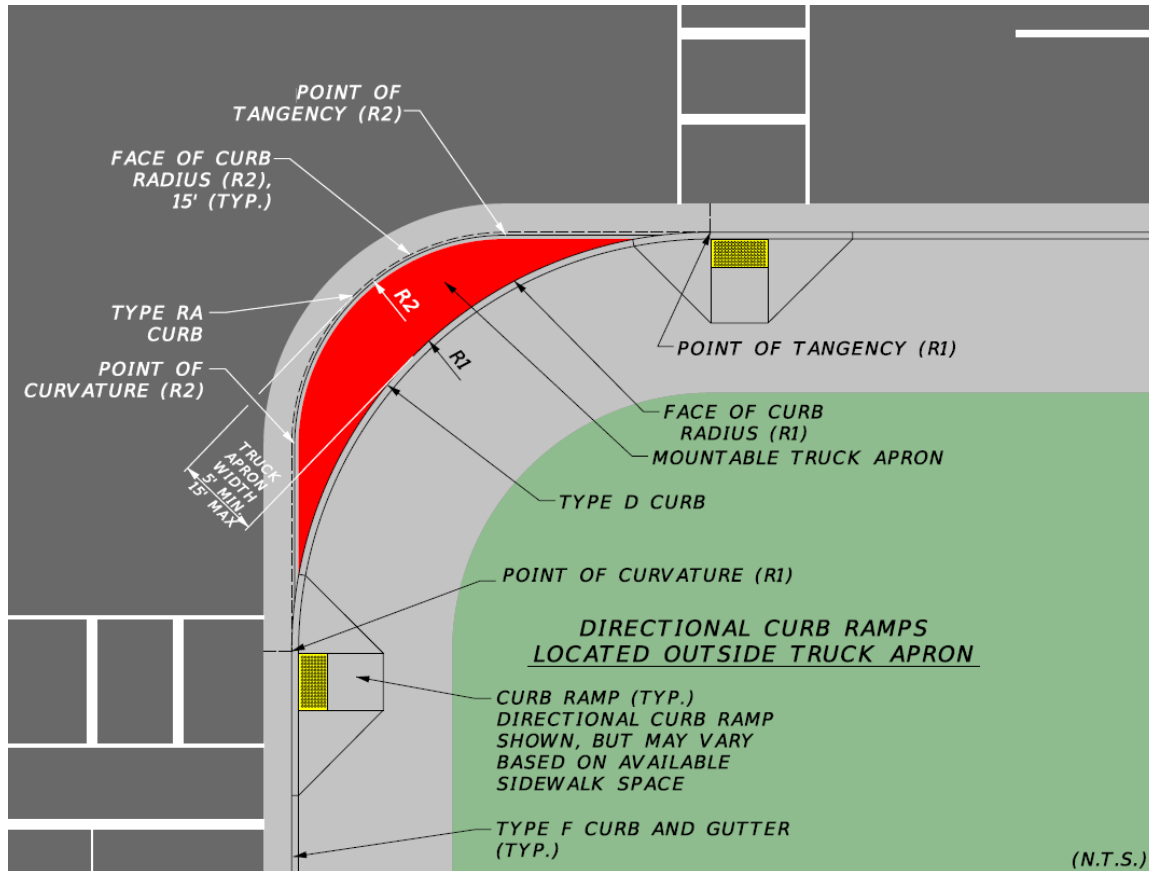 POINT OF
TANGENCY (R2)
FACE OF CURB
RADIUS (R2),
15' (TYP.)
TYPE RA
CURB
POINT OF
CURVATURE (R2)
R2
R1
TRUCK
APRON
WIDTH
5' MIN.
15' MAX
POINT OF TANGENCY (R1)
FACE OF CURB
RADIUS (R1)
MOUNTABLE TRUCK APRON
TYPE D CURB
POINT OF CURVATURE (R1)
DIRECTIONAL CURB RAMPS
LOCATED OUTSIDE TRUCK APRON
CURB RAMP (TYP.)
DIRECTIONAL CURB RAMP
SHOWN, BUT MAY VARY
BASED ON AVAILABLE
SIDEWALK SPACE
TYPE F CURB AND GUTTER
(TYP.)
(N.T.S.)